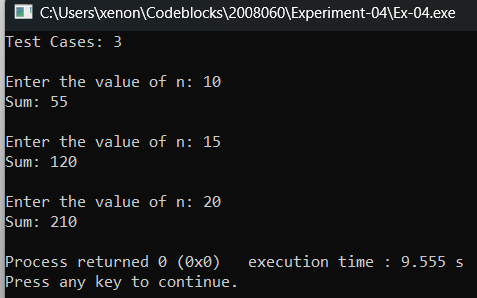 C:\Users\xenon\Codeblocks\2008060\Experiment-04\Ex-04.exe
Test Cases: 3
Enter the value of n: 10
Sum: 55
Enter the value of n: 15
Sum: 120
Enter the value of n: 20
Sum: 210
Process returned 0 (0x0)   execution time : 9.555 s
Press any key to continue.